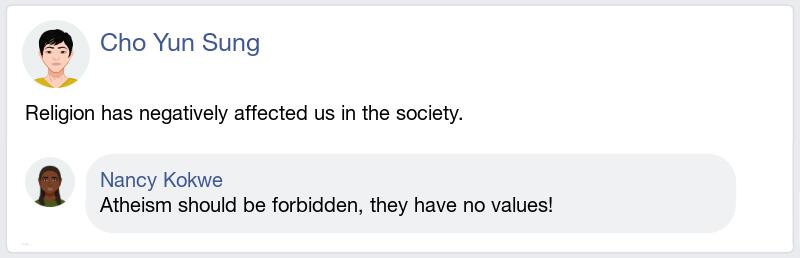 Cho Yun Sung
Religion has negatively affected us in the society.
Nancy Kokwe
Atheism should be forbidden, they have no values!